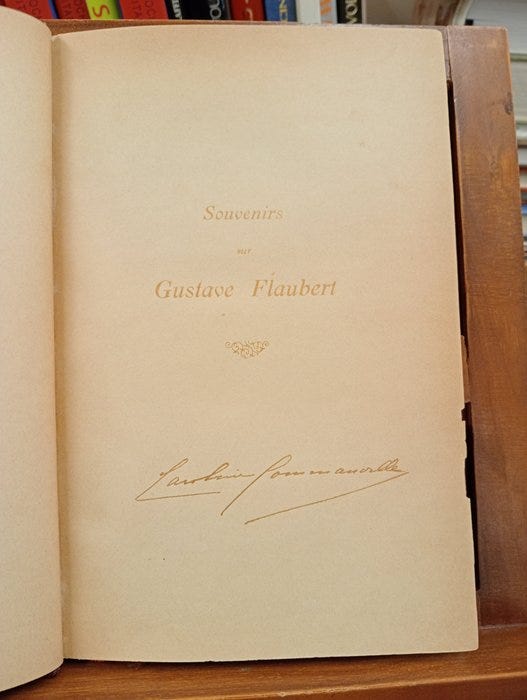 Souvenirs
sur
Gustave Flaubert
Caroline Commanville